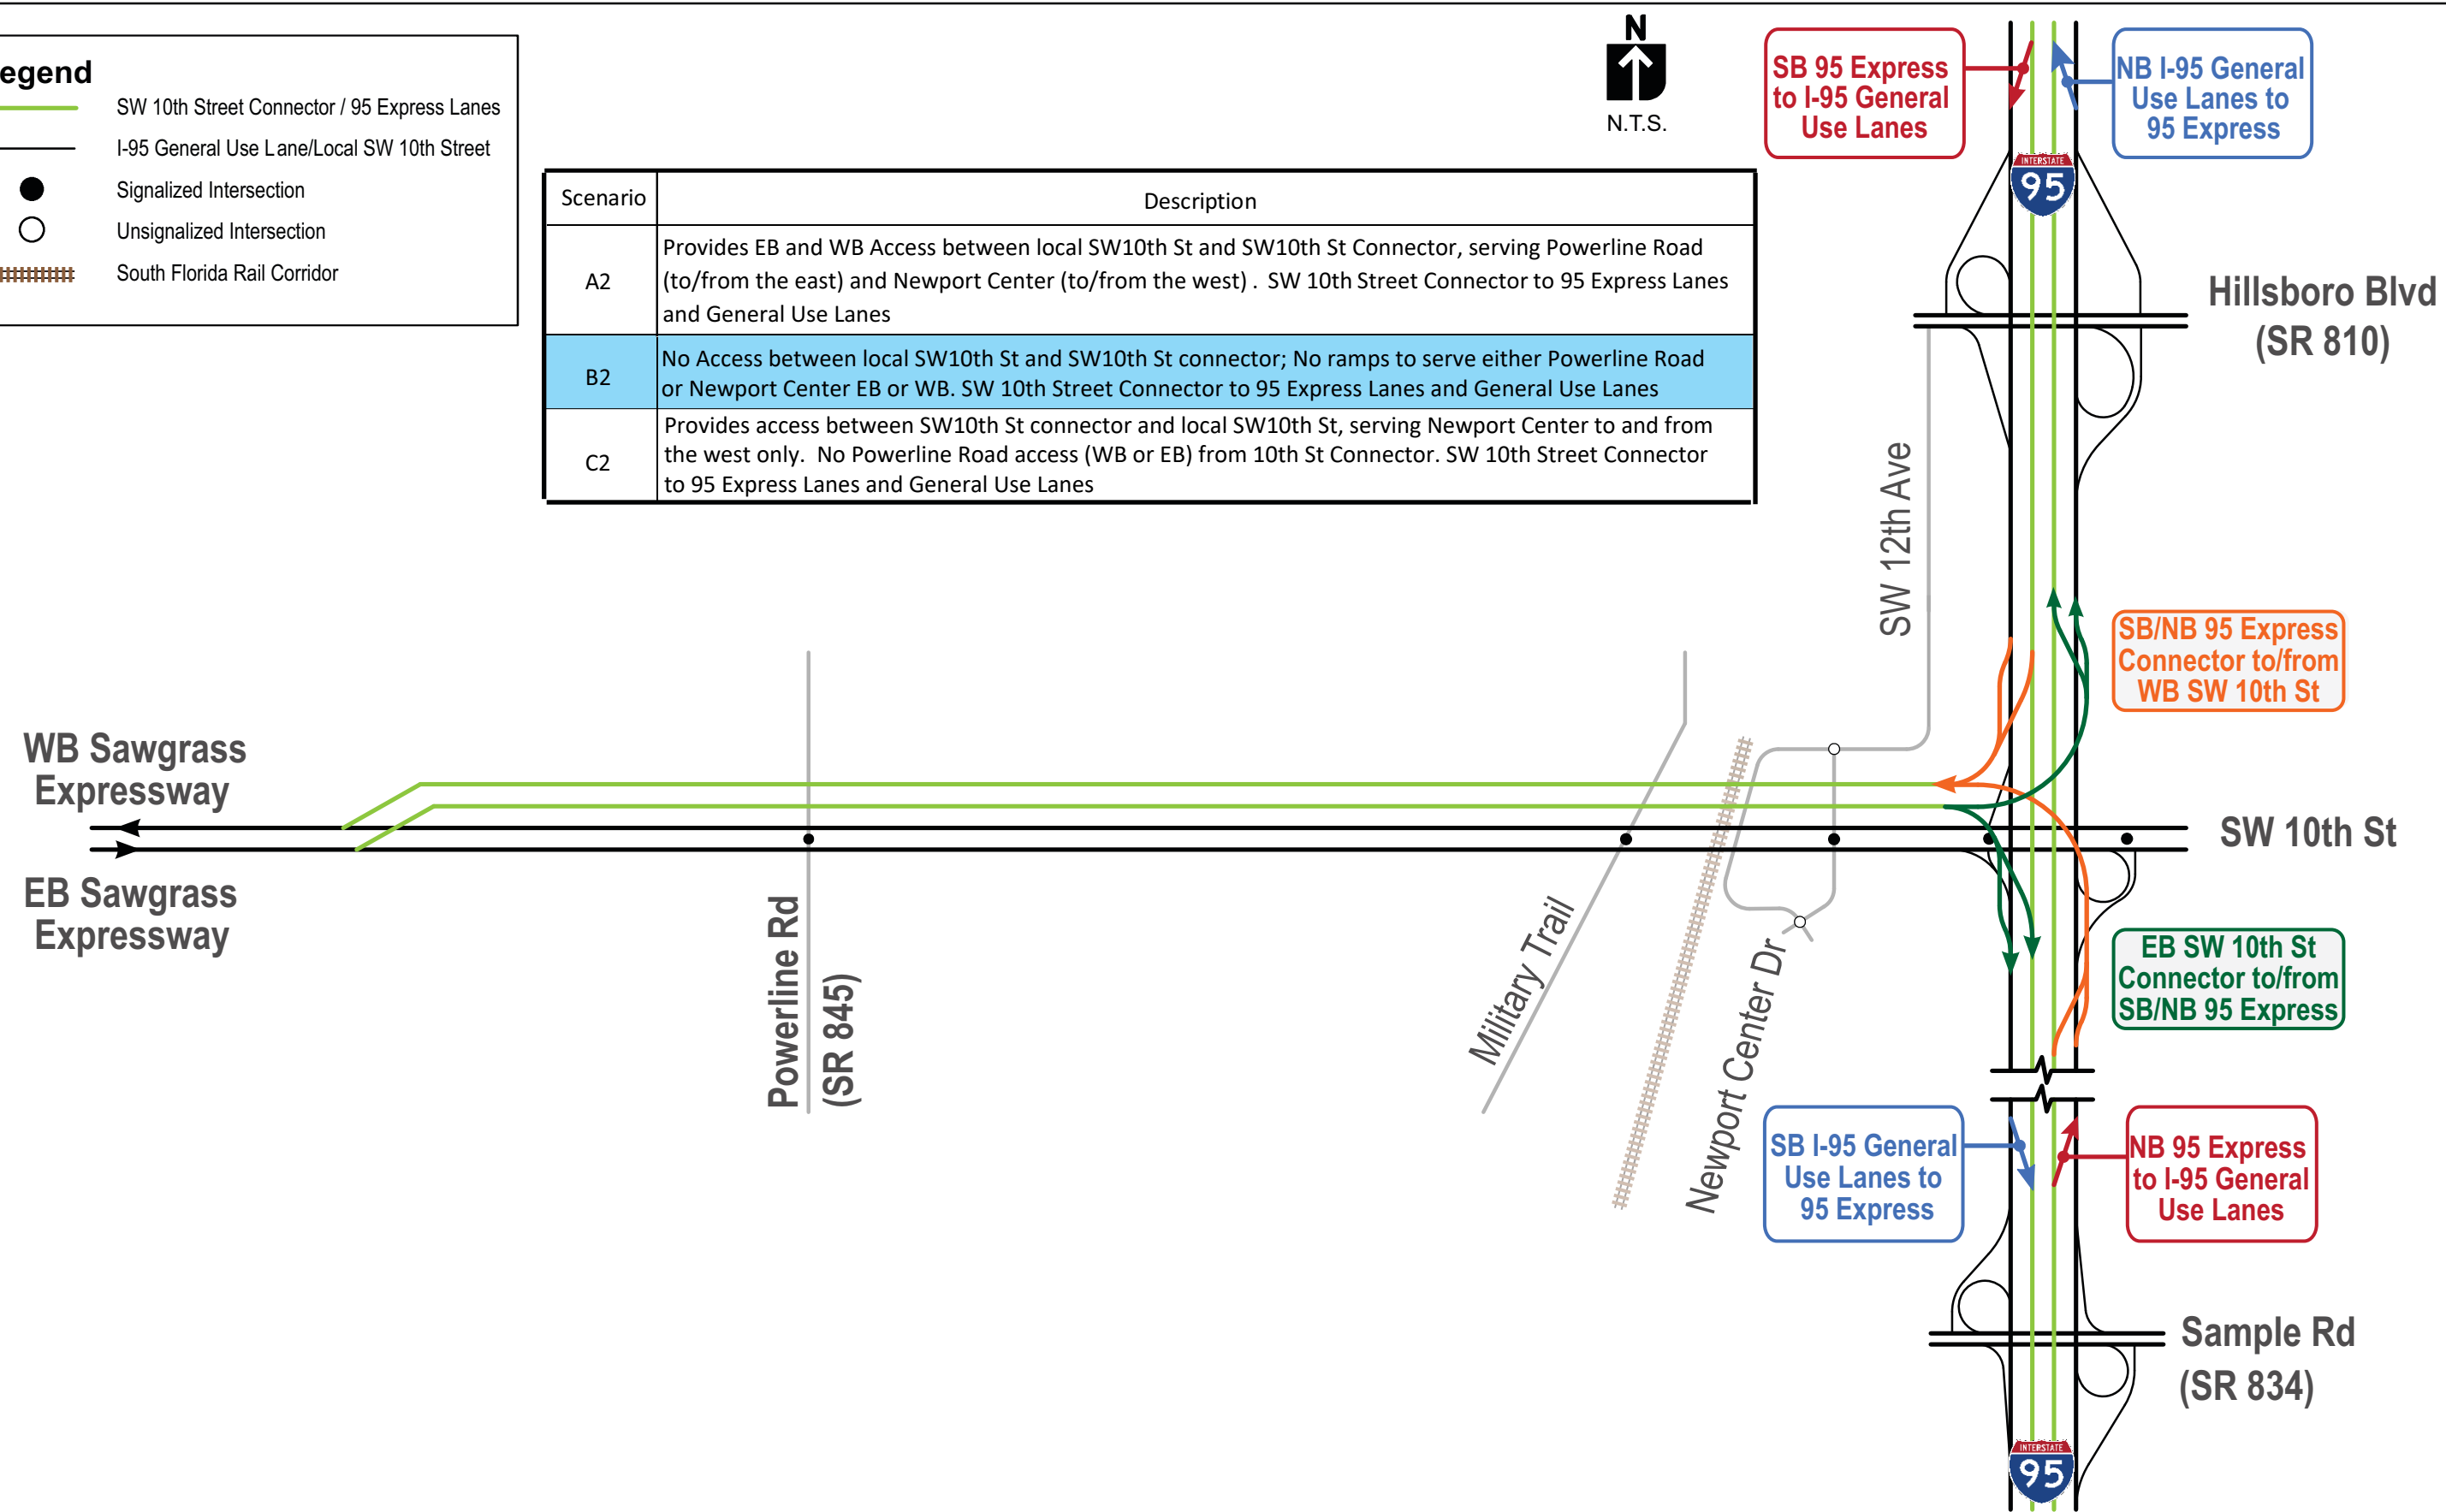 egend
SW 10th Street Connector / 95 Express Lanes
I-95 General Use Lane/Local SW 10th Street
Signalized Intersection
Unsignalized Intersection
South Florida Rail Corridor
N
N.T.S.
Scenario
Description
A2
Provides EB and WB Access between local SW10th St and SW10th St Connector, serving Powerline Road
(to/from the east) and Newport Center (to/from the west) . SW 10th Street Connector to 95 Express Lanes
and General Use Lanes
B2
No Access between local SW10th St and SW10th St connector; No ramps to serve either Powerline Road
or Newport Center EB or WB. SW 10th Street Connector to 95 Express Lanes and General Use Lanes
C2
Provides access between SW10th St connector and local SW10th St, serving Newport Center to and from
the west only. No Powerline Road access (WB or EB) from 10th St Connector. SW 10th Street Connector
to 95 Express Lanes and General Use Lanes
SB 95 Express
to I-95 General
Use Lanes
NB I-95 General
Use Lanes to
95 Express
INTERSTATE
95
Hillsboro Blvd
(SR 810)
SW 12th Ave
SB/NB 95 Express
Connector to/from
WB SW 10th St
WB Sawgrass
Expressway
SW 10th St
EB Sawgrass
Expressway
Powerline Rd
(SR 845)
Military Trail
Newport Center Dr
EB SW 10th St
Connector to/from
SB/NB 95 Express
SB I-95 General
Use Lanes to
95 Express
NB 95 Express
to I-95 General
Use Lanes
Sample Rd
(SR 834)
INTERSTATE
95